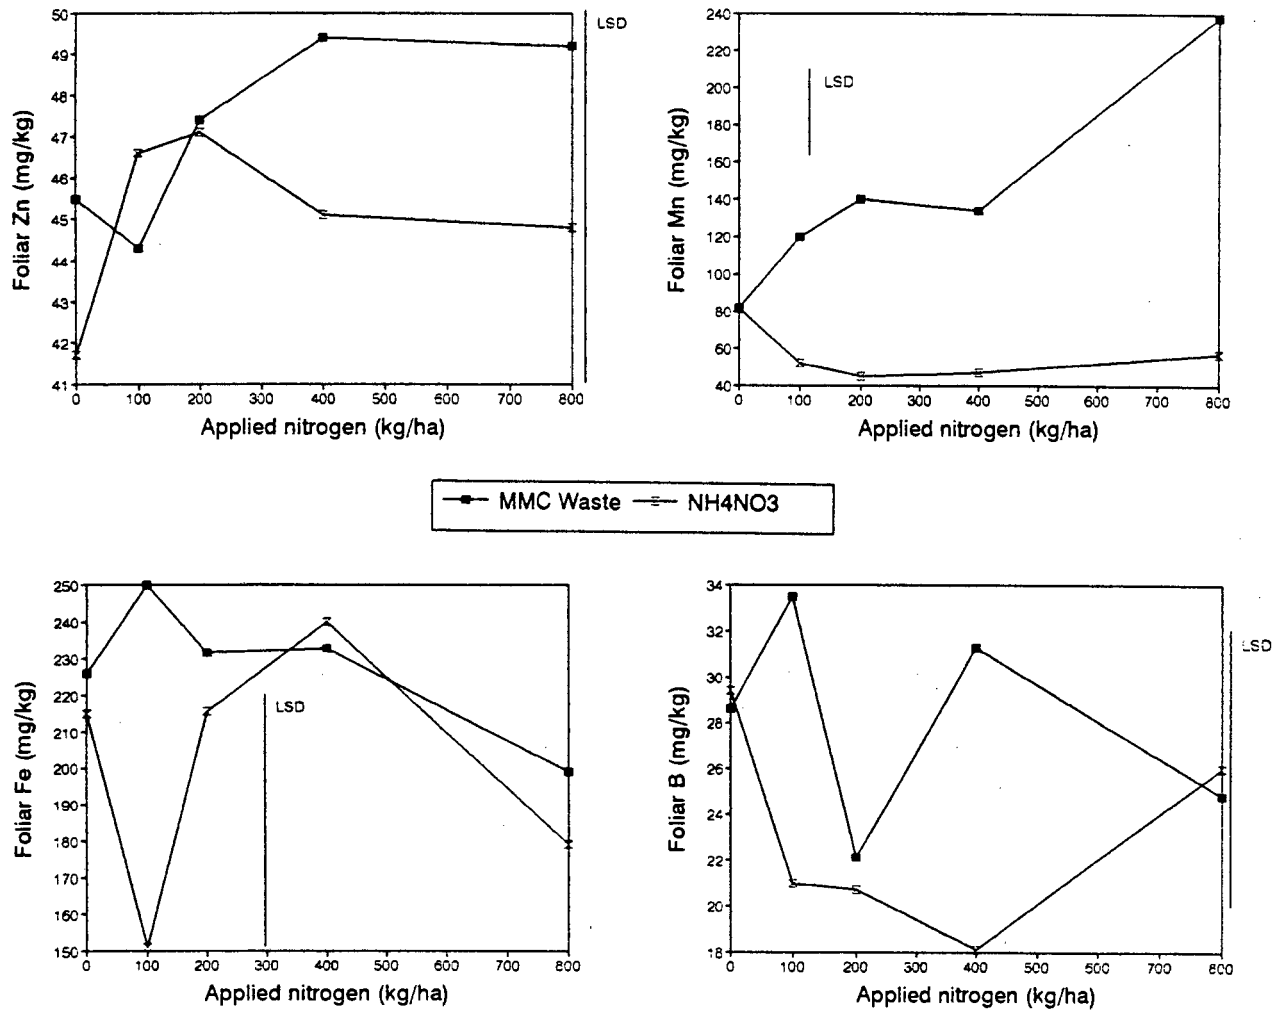 50
49
48
47
46
45
44
43
42
41
Foliar Zn (mg/kg)
0 100 200 300 400 500 600 700 800
Applied nitrogen (kg/ha)
LSD
240
220
200
180
160
140
120
100
80
60
40
Foliar Mn (mg/kg)
0 100 200 300 400 500 600 700 800
Applied nitrogen (kg/ha)
LSD
MMC Waste NH4NO3
250
240
230
220
210
200
190
180
170
160
150
Foliar Fe (mg/kg)
0 100 200 300 400 500 600 700 800
Applied nitrogen (kg/ha)
LSD
34
32
30
28
26
24
22
20
18
Foliar B (mg/kg)
0 100 200 300 400 500 600 700 800
Applied nitrogen (kg/ha)
LSD